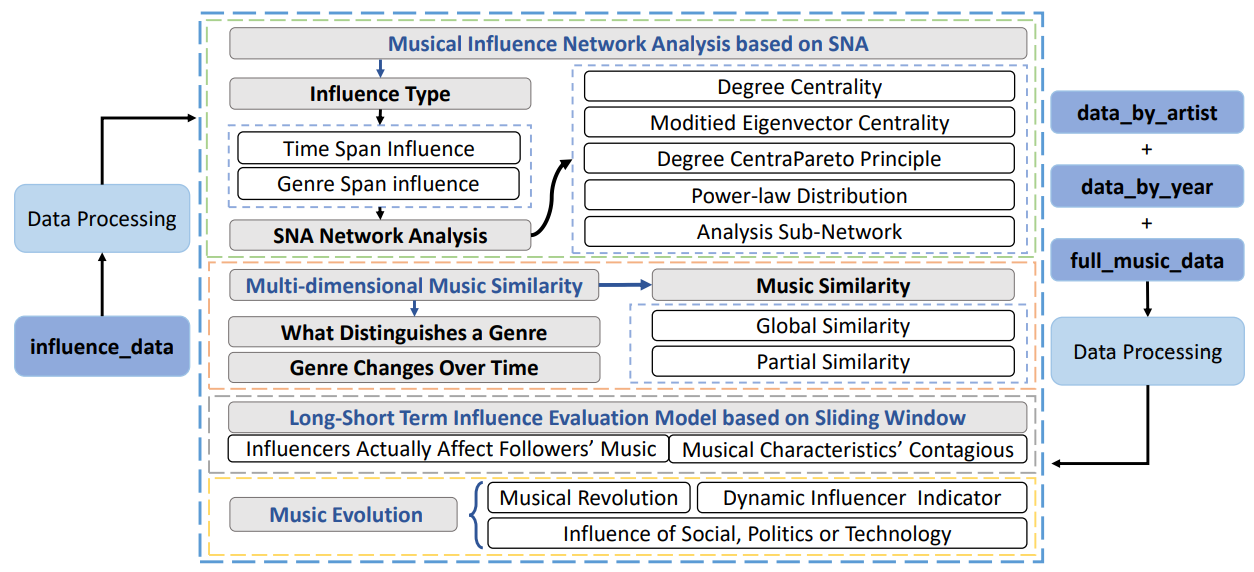 Musical Influence Network Analysis based on SNA
Influence Type
Time Span Influence
Genre Span influence
SNA Network Analysis
Degree Centrality
Moditied Eigenvector Centrality
Degree CentraPareto Principle
Power-law Distribution
Analysis Sub-Network
Data Processing
influence_data
data_by_artist
+
data_by_year
+
full_music_data
Data Processing
Multi-dimensional Music Similarity
What Distinguishes a Genre
Genre Changes Over Time
Music Similarity
Global Similarity
Partial Similarity
Long-Short Term Influence Evaluation Model based on Sliding Window
Influencers Actually Affect Followers’ Music
Musical Characteristics’ Contagious
Music Evolution
Musical Revolution
Dynamic Influencer Indicator
Influence of Social, Politics or Technology